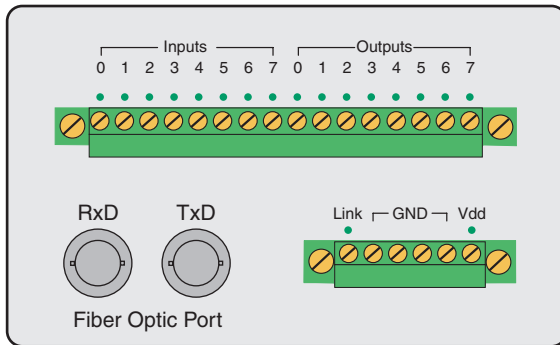 Inputs Outputs
0 1 2 3 4 5 6 7 0 1 2 3 4 5 6 7
RxD TxD
Link GND Vdd
Fiber Optic Port